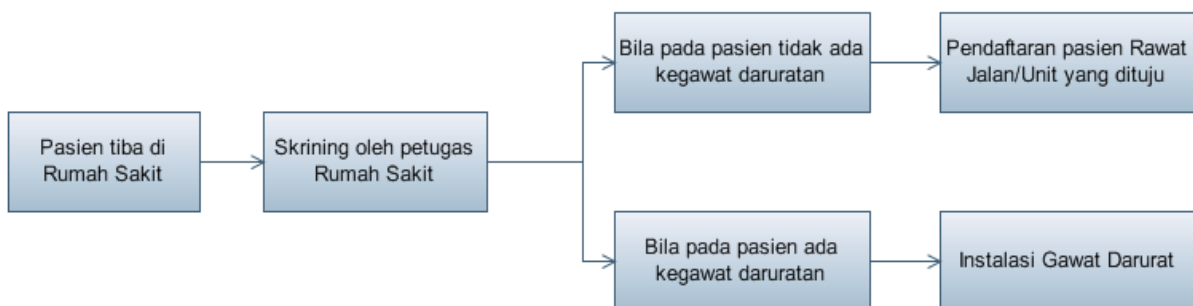 Pasien tiba di
Rumah Sakit
Skrining oleh petugas
Rumah Sakit
Bila pada pasien tidak ada
kegawat daruratan
Pendaftaran pasien Rawat
Jalan/Unit yang dituju
Bila pada pasien ada
kegawat daruratan
Instalasi Gawat Darurat